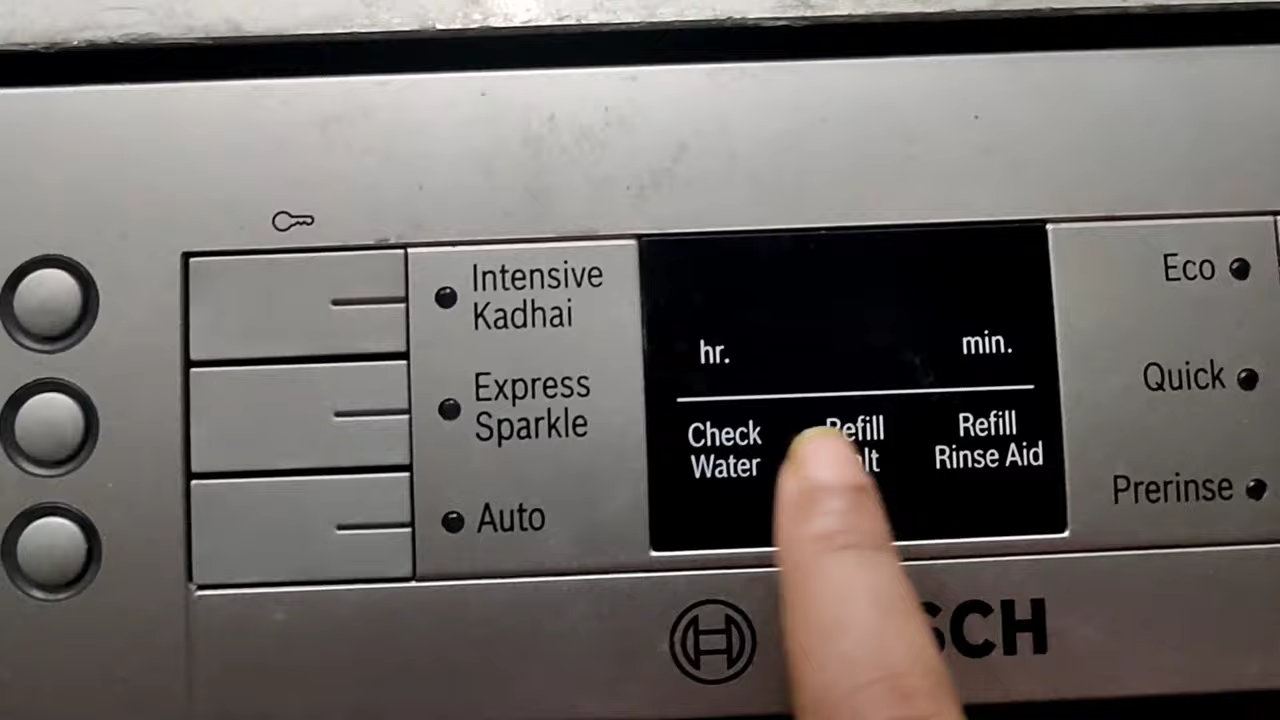 Intensive
Kadhai
Express
Sparkle
Auto
hr.
min.
Check
Water
Refill
Refill
Rinse Aid
Eco
Quick
Prerinse